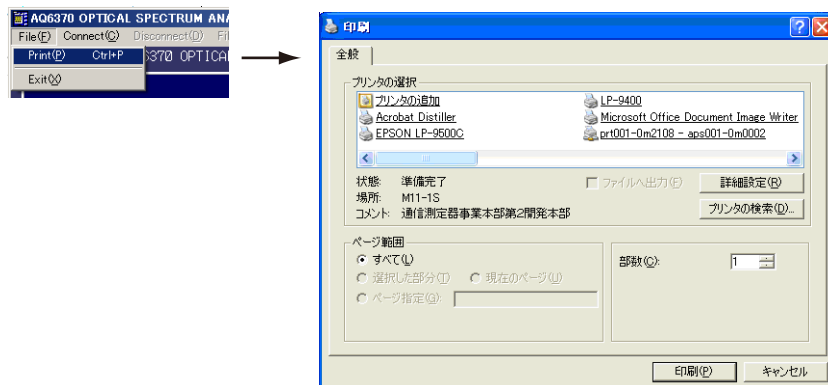 AQ6370 OPTICAL SPECTRUM ANA
File(F) Connect(C) Disconnect(D) Fil
Print(P) Ctrl+P
6370 OPTICA
Exit(X)
印刷
全般
プリンタの選択
プリンタの追加
LP-9400
Acrobat Distiller
Microsoft Office Document Image Writer
EPSON LP-9500C
prt001-0m2108 - aps001-0m0002
状態: 準備完了
ファイルへ出力(F)
詳細設定(R)
場所: M11-1S
コメント: 通信測定器事業本部第2開発本部
プリンタの検索(D)...
ページ範囲
すべて(L)
部数(C): 1
選択した部分(T) 現在のページ(U)
ページ指定(G):
印刷(P) キャンセル